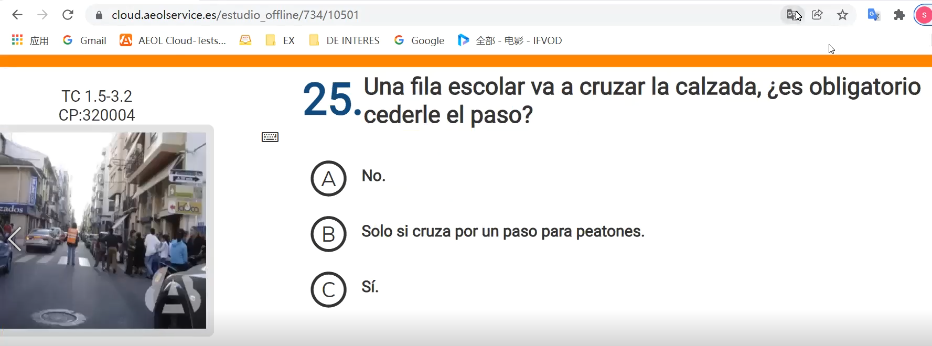 cloud.aeolservice.es/estudio_offline/734/10501
应用 Gmail AEOL Cloud-Tests... EX DE INTERES Google 全部 - 电影 - IFVOD
TC 1.5-3.2
CP:320004
25. Una fila escolar va a cruzar la calzada, ¿es obligatorio
cederle el paso?
A No.
B Solo si cruza por un paso para peatones.
C Sí.